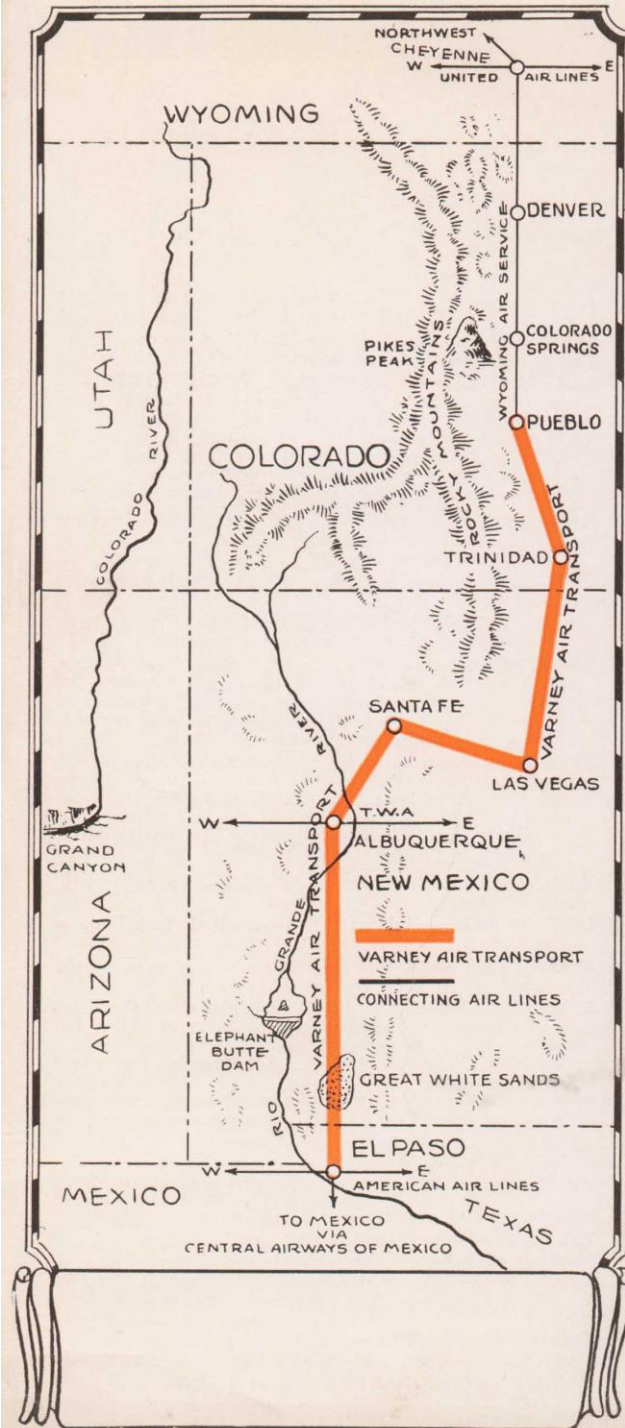 NORTHWEST
CHEYENNE
W E
UNITED AIR LINES
WYOMING
DENVER
WYOMING AIR SERVICE
COLORADO
SPRINGS
PIKES
PEAK
UTAH
ROCKY MOUNTAINS
PUEBLO
COLORADO
COLORADO RIVER
TRINIDAD
VARNEY AIR TRANSPORT
SANTA FE
LAS VEGAS
RIO GRANDE RIVER
W T.W.A E
ALBUQUERQUE
GRAND
CANYON
NEW MEXICO
ARIZONA
VARNEY AIR TRANSPORT
VARNEY AIR TRANSPORT
CONNECTING AIR LINES
ELEPHANT
BUTTE
DAM
GREAT WHITE SANDS
EL PASO
W E
AMERICAN AIR LINES
MEXICO
TEXAS
TO MEXICO
VIA
CENTRAL AIRWAYS OF MEXICO